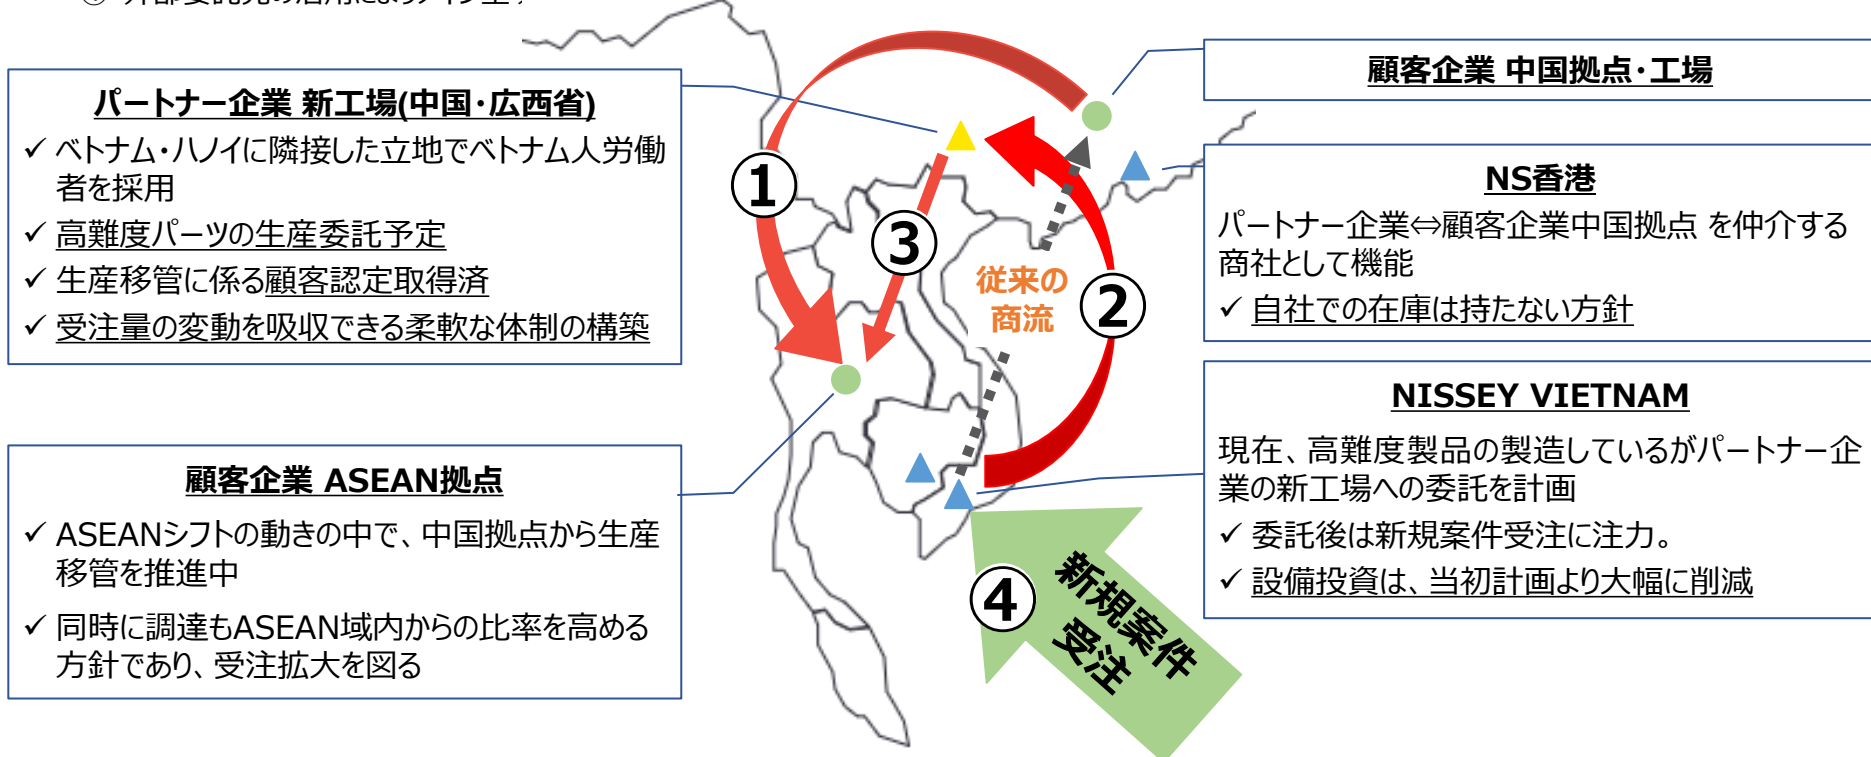 パートナー企業 新工場(中国・広西省)
✓ ベトナム・ハノイに隣接した立地でベトナム人労働
者を採用
✓ 高難度パーツの生産委託予定
✓ 生産移管に係る顧客認定取得済
✓ 受注量の変動を吸収できる柔軟な体制の構築
顧客企業 ASEAN拠点
✓ ASEANシフトの動きの中で、中国拠点から生産
移管を推進中
✓ 同時に調達もASEAN域内からの比率を高める
方針であり、受注拡大を図る
①
③
従来の
商流
②
④
新規案件
受注
顧客企業 中国拠点・工場
NS香港
パートナー企業⇔顧客企業中国拠点 を仲介する
商社として機能
✓ 自社での在庫は持たない方針
NISSEY VIETNAM
現在、高難度製品の製造しているがパートナー企
業の新工場への委託を計画
✓ 委託後は新規案件受注に注力。
✓ 設備投資は、当初計画より大幅に削減